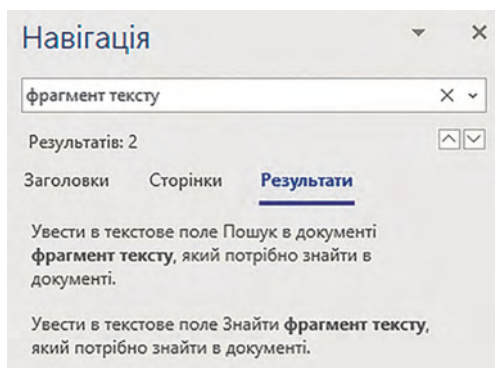 Навігація
фрагмент тексту
Результатів: 2
Заголовки Сторінки Результати
Увести в текстове поле Пошук в документі
фрагмент тексту, який потрібно знайти в
документі.
Увести в текстове поле Знайти фрагмент тексту,
який потрібно знайти в документі.